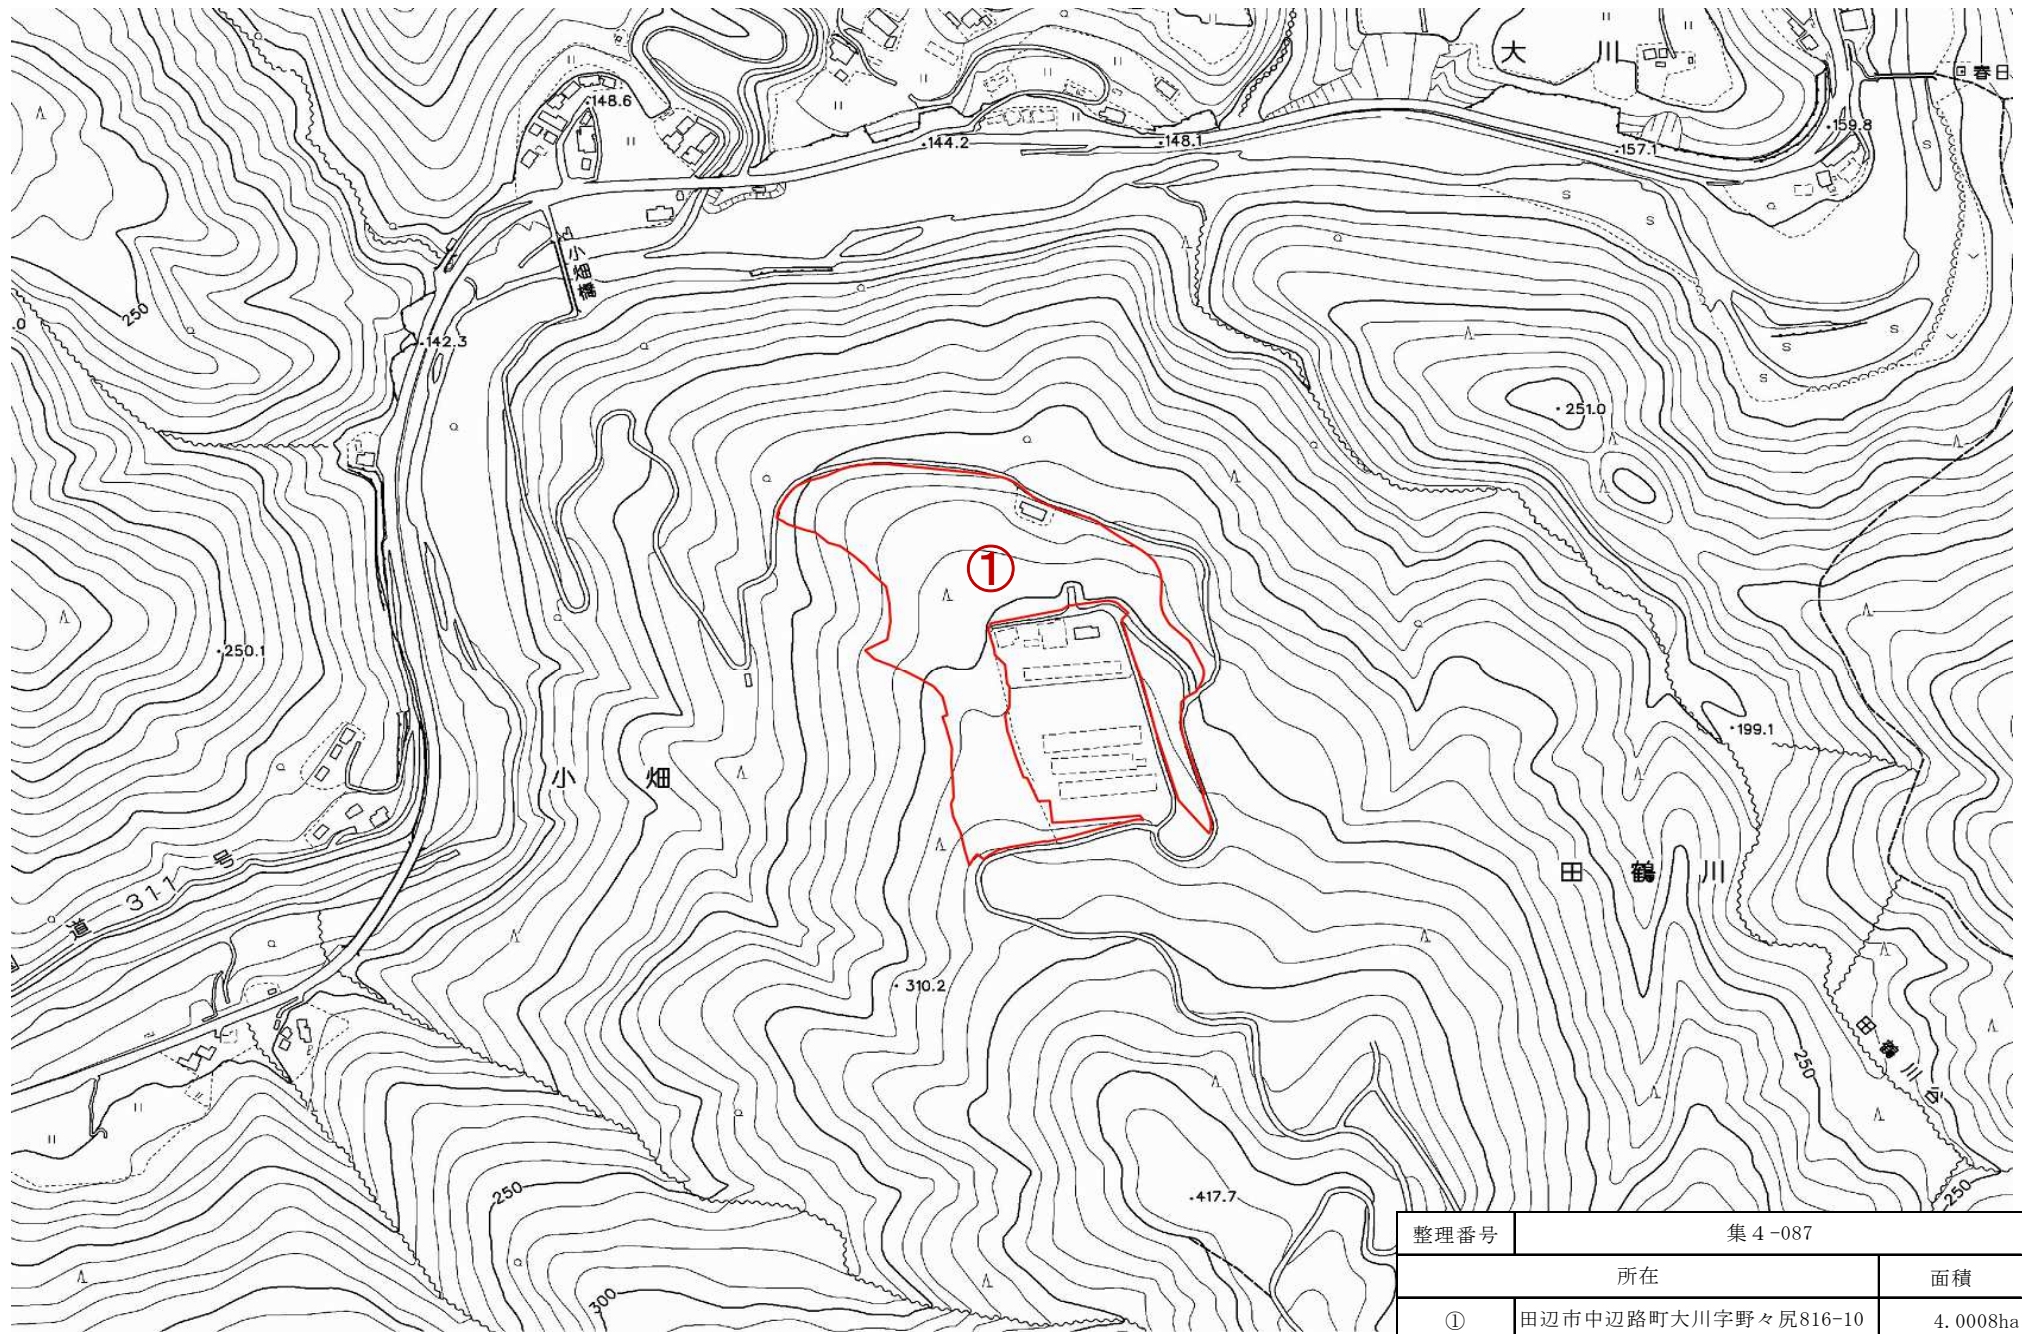 大川
春日
148.6
144.2
148.1
157.1
159.8
小畑橋
250
.0
142.3
251.0
①
250.1
199.1
小畑
田鶴川
道 311 号
310.2
田鶴川谷
250
250
417.7
250
300
整理番号 集４-087
所在 面積
① 田辺市中辺路町大川字野々尻816-10 4.0008ha